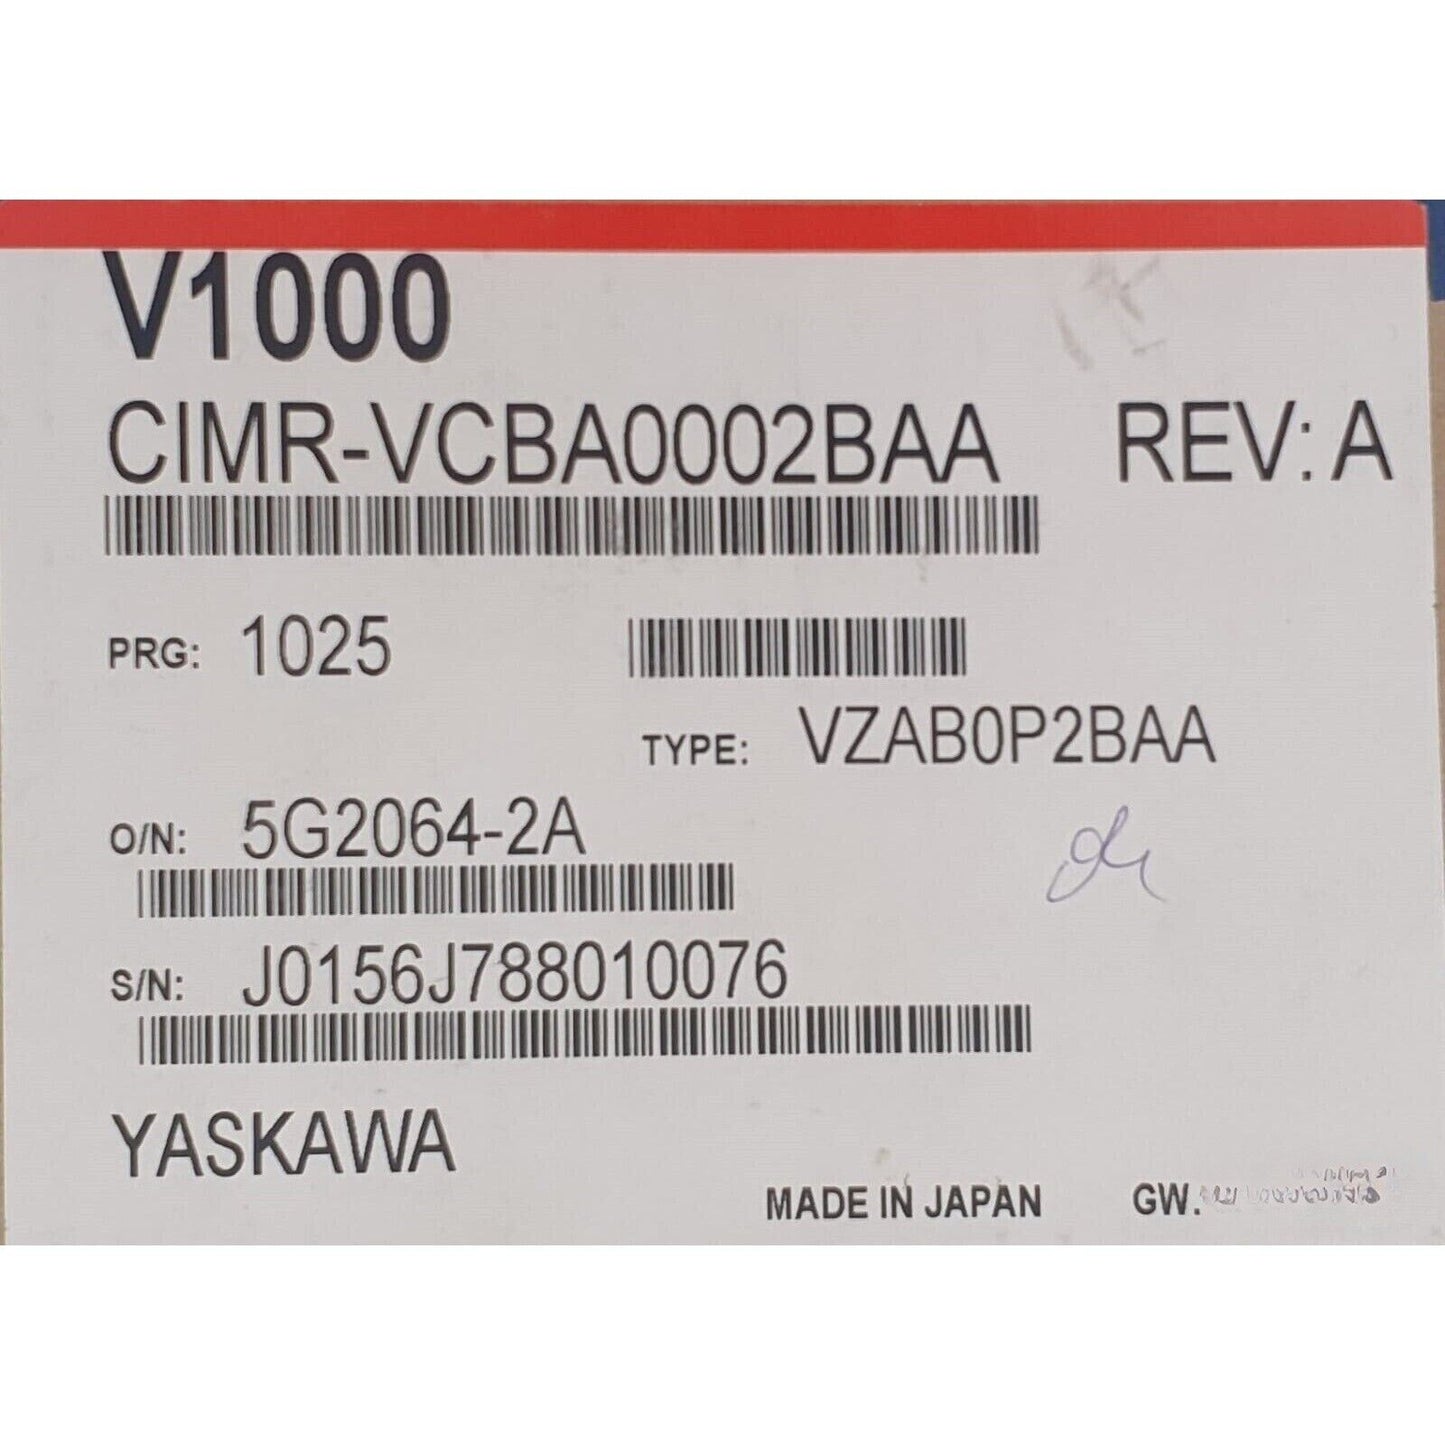 V1000
CIMR-VCBA0002BAA REV: A
PRG: 1025
TYPE: VZAB0P2BAA
O/N: 5G2064-2A
S/N: J0156J788010076
YASKAWA
MADE IN JAPAN GW.